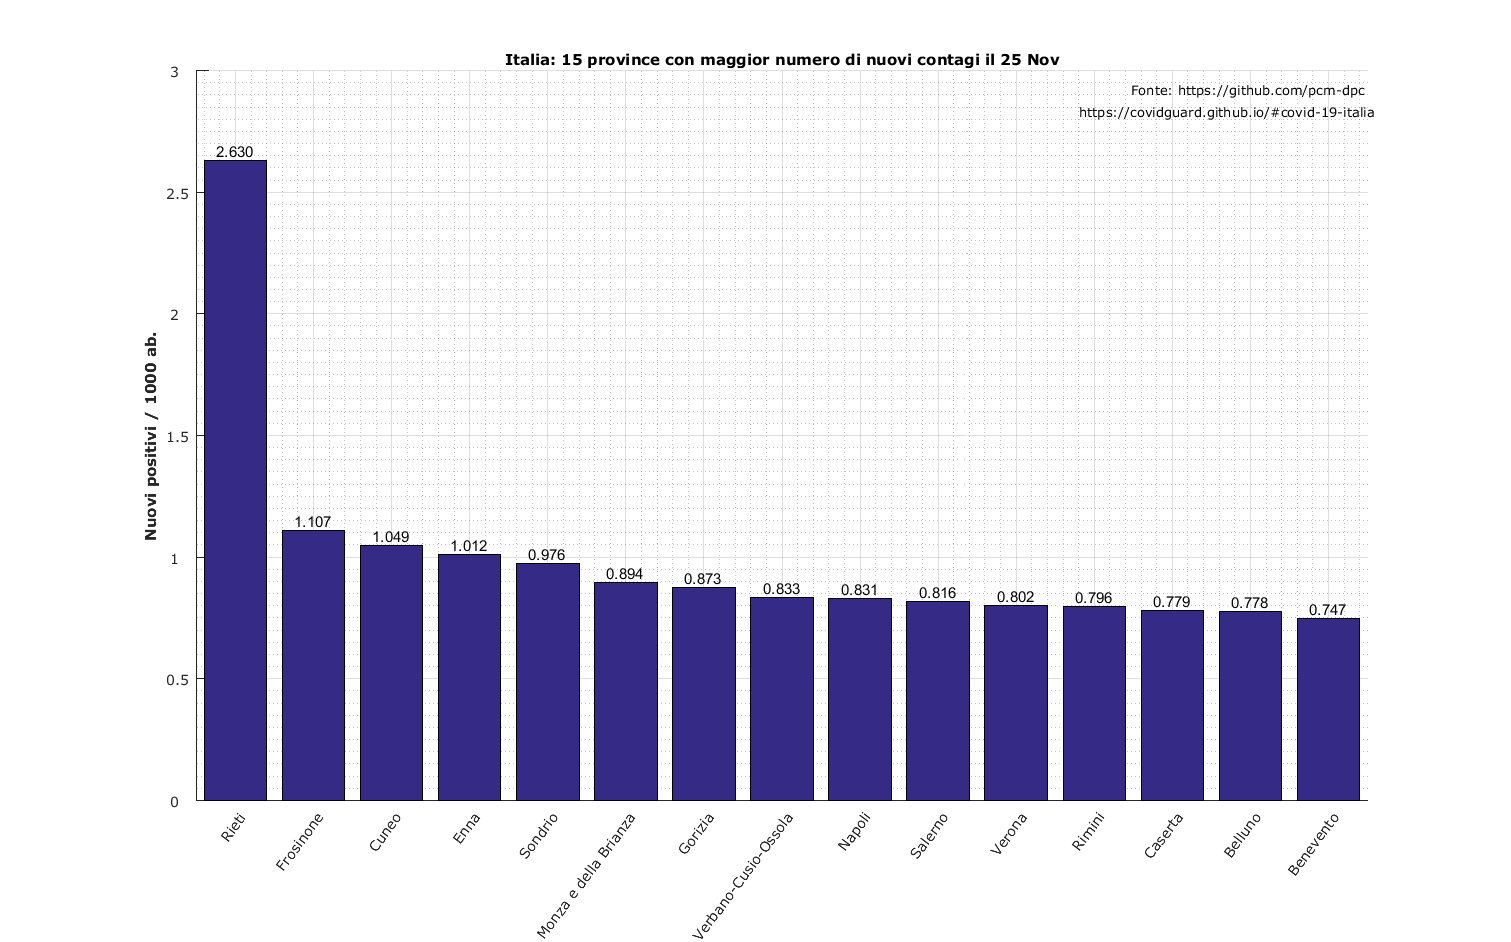 Italia: 15 province con maggior numero di nuovi contagi il 25 Nov
Fonte: https://github.com/pcm-dpc
https://covidguard.github.io/#covid-19-italia
Nuovi positivi / 1000 ab.
3
2.5
2
1.5
1
0.5
0
2.630
1.107
1.049
1.012
0.976
0.894
0.873
0.833
0.831
0.816
0.802
0.796
0.779
0.778
0.747
Rieti
Frosinone
Cuneo
Enna
Sondrio
Monza e della Brianza
Gorizia
Verbano-Cusio-Ossola
Napoli
Salerno
Verona
Rimini
Caserta
Belluno
Benevento